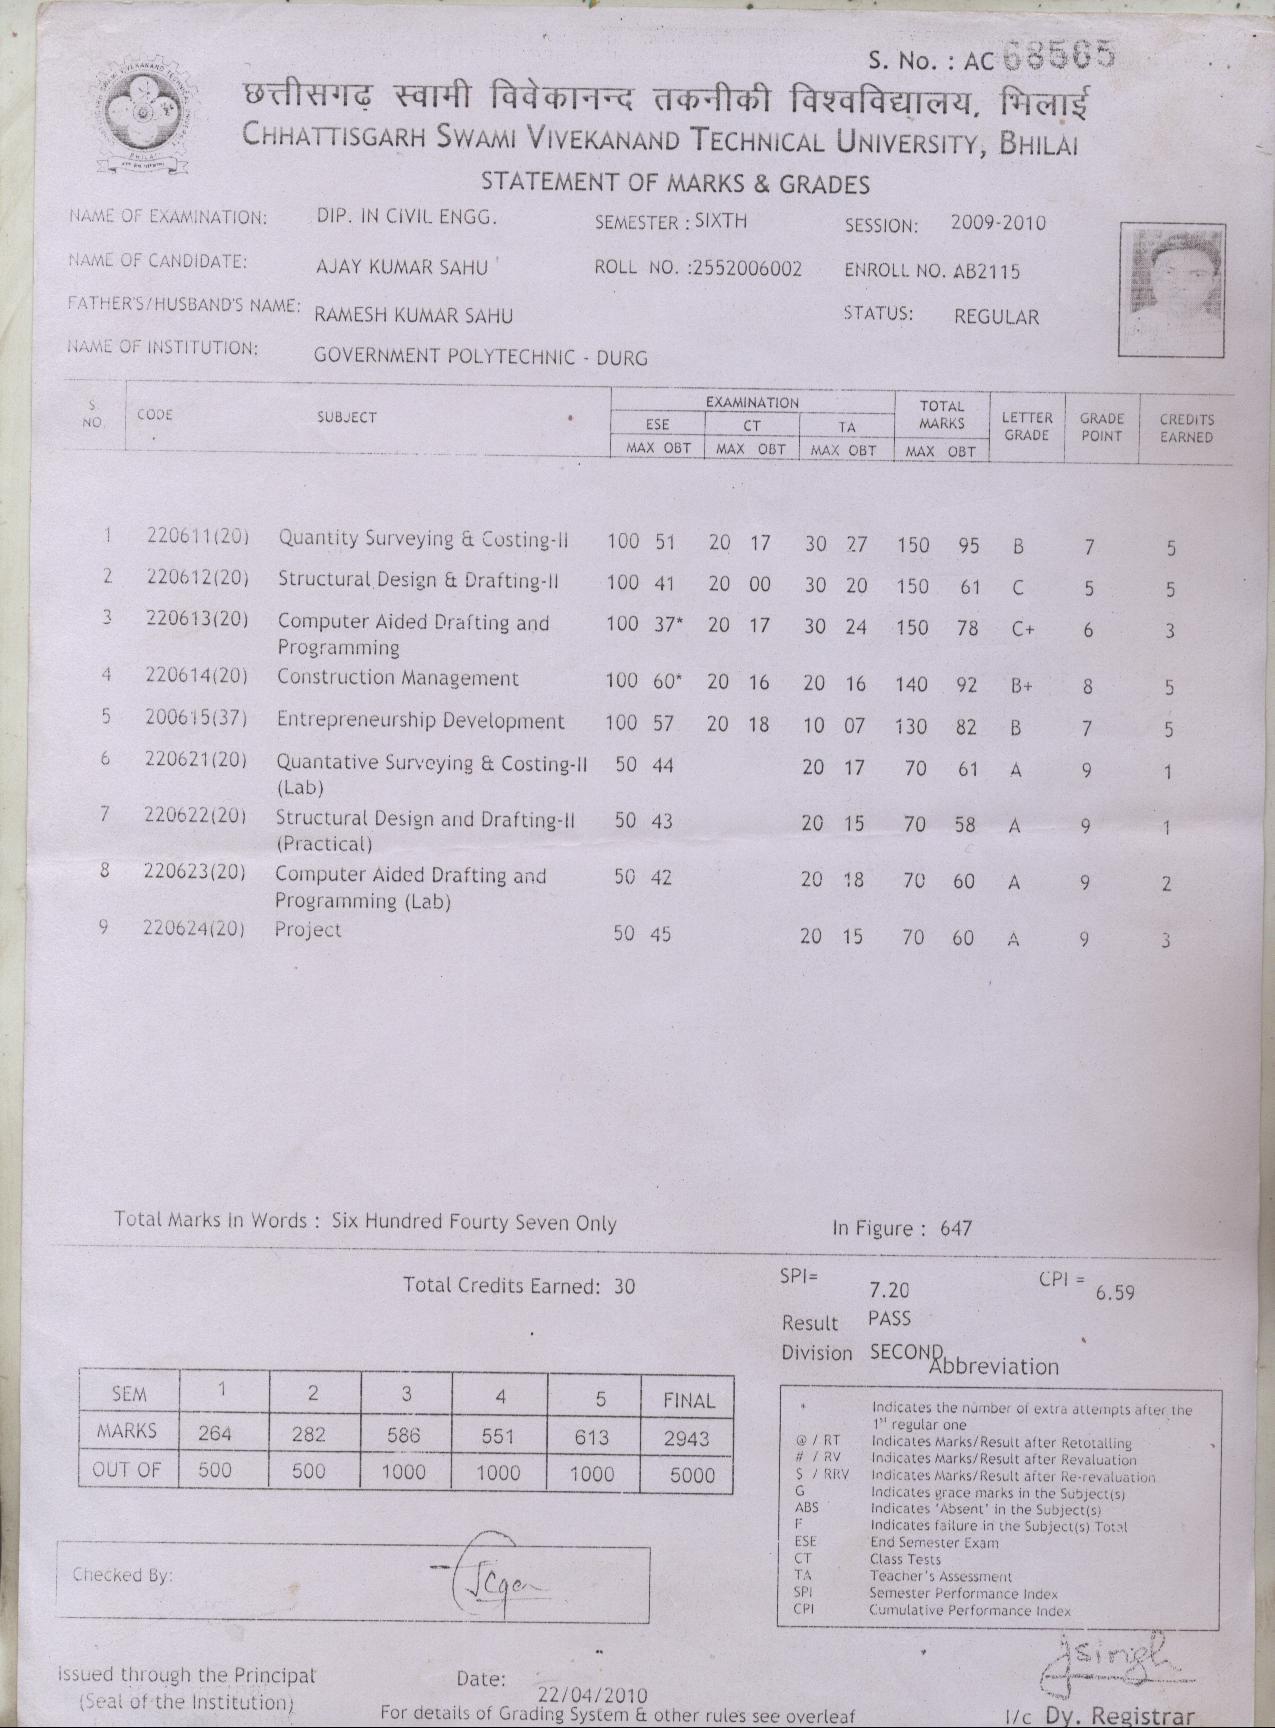 S. No. : AC 68565
छत्तीसगढ़ स्वामी विवेकानन्द तकनीकी विश्वविद्यालय, भिलाई
CHHATTISGARH SWAMI VIVEKANAND TECHNICAL UNIVERSITY, BHILAI
STATEMENT OF MARKS & GRADES
NAME OF EXAMINATION: DIP. IN CIVIL ENGG. SEMESTER : SIXTH SESSION: 2009-2010
NAME OF CANDIDATE: AJAY KUMAR SAHU ROLL NO. :2552006002 ENROLL NO. AB2115
FATHER'S/HUSBAND'S NAME: RAMESH KUMAR SAHU STATUS: REGULAR
NAME OF INSTITUTION: GOVERNMENT POLYTECHNIC - DURG
S NO. CODE SUBJECT EXAMINATION TOTAL MARKS LETTER GRADE GRADE POINT CREDITS EARNED
ESE CT TA
MAX OBT MAX OBT MAX OBT MAX OBT
1 220611(20) Quantity Surveying & Costing-II 100 51 20 17 30 27 150 95 B 7 5
2 220612(20) Structural Design & Drafting-II 100 41 20 00 30 20 150 61 C 5 5
3 220613(20) Computer Aided Drafting and 100 37* 20 17 30 24 150 78 C+ 6 3
Programming
4 220614(20) Construction Management 100 60* 20 16 20 16 140 92 B+ 8 5
5 200615(37) Entrepreneurship Development 100 57 20 18 10 07 130 82 B 7 5
6 220621(20) Quantative Surveying & Costing-II 50 44 20 17 70 61 A 9 1
(Lab)
7 220622(20) Structural Design and Drafting-II 50 43 20 15 70 58 A 9 1
(Practical)
8 220623(20) Computer Aided Drafting and 50 42 20 18 70 60 A 9 2
Programming (Lab)
9 220624(20) Project 50 45 20 15 70 60 A 9 3
Total Marks In Words : Six Hundred Fourty Seven Only In Figure : 647
Total Credits Earned: 30 SPI= 7.20 CPI = 6.59
Result PASS
Division SECOND
Abbreviation
SEM 1 2 3 4 5 FINAL
MARKS 264 282 586 551 613 2943
OUT OF 500 500 1000 1000 1000 5000
* Indicates the number of extra attempts after the
1st regular one
@ / RT Indicates Marks/Result after Retotalling
# / RV Indicates Marks/Result after Revaluation
$ / RRV Indicates Marks/Result after Re-revaluation
G Indicates grace marks in the Subject(s)
ABS Indicates 'Absent' in the Subject(s)
F Indicates failure in the Subject(s) Total
ESE End Semester Exam
CT Class Tests
TA Teacher's Assessment
SPI Semester Performance Index
CPI Cumulative Performance Index
Checked By:
Jsingh
Issued through the Principal
(Seal of the Institution)
Date: 22/04/2010
For details of Grading System & other rules see overleaf
I/c Dy. Registrar